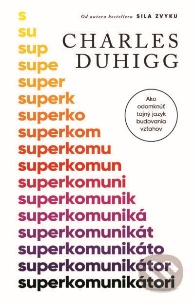 Od autora bestsellera SILA ZVYKU
CHARLES
DUHIGG
Ako
odomknúť
tajný jazyk
budovania
vzťahov
s
su
sup
supe
super
superk
superko
superkom
superkomu
superkomun
superkomuni
superkomunik
superkomuniká
superkomunikát
superkomunikáto
superkomunikátor
superkomunikátori